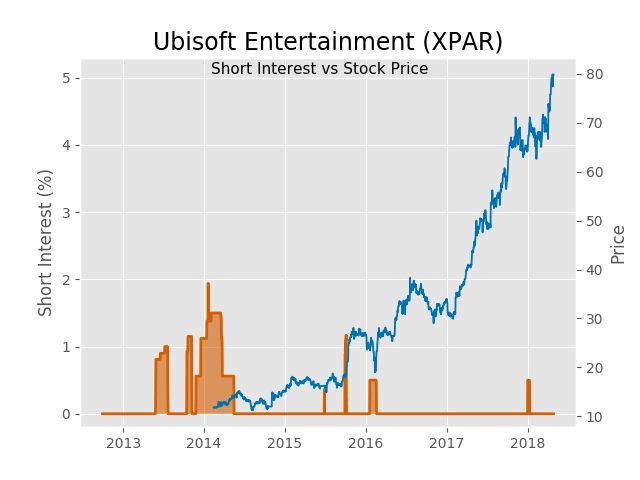 Ubisoft Entertainment (XPAR)
Short Interest vs Stock Price
Short Interest (%)
5
4
3
2
1
0
80
70
60
50
40
30
20
10
Price
2013 2014 2015 2016 2017 2018